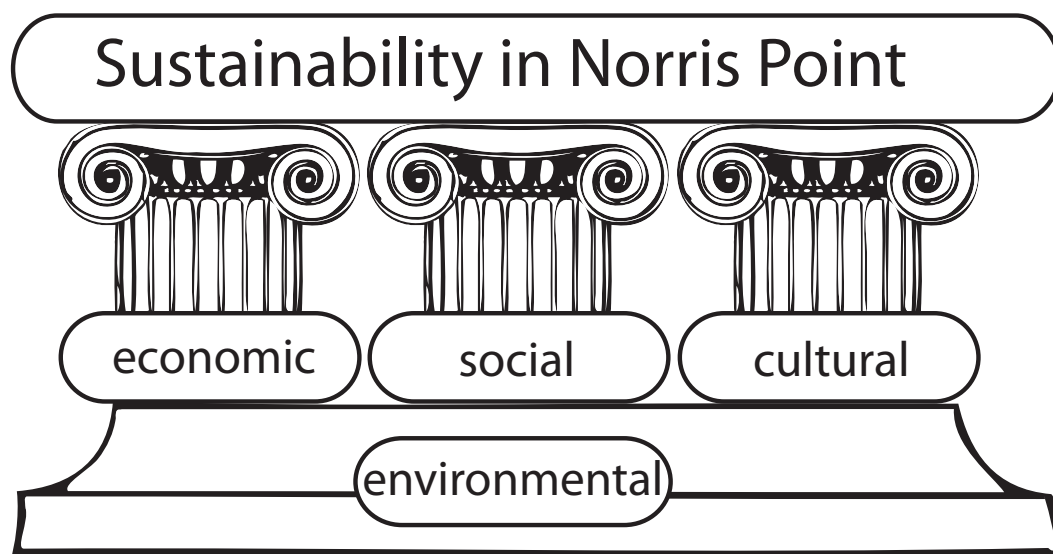 Sustainability in Norris Point
economic
social
cultural
environmental